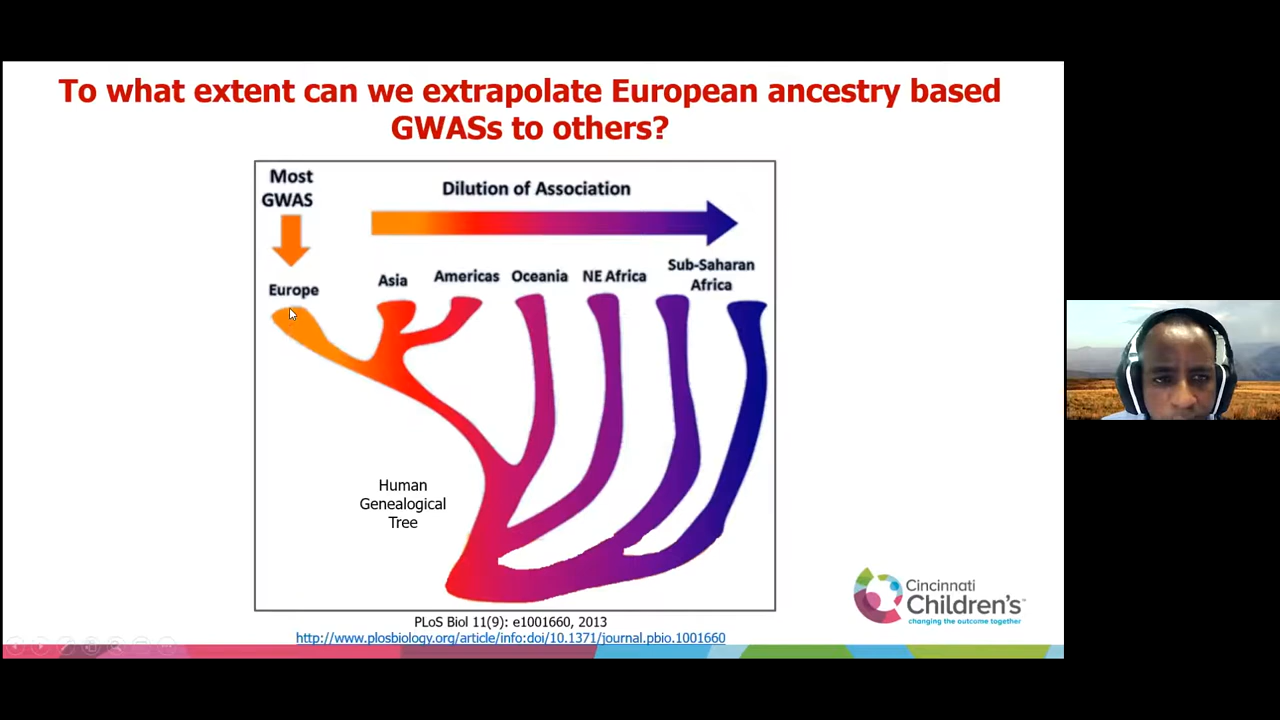 To what extent can we extrapolate European ancestry based
GWASs to others?
Most
GWAS
Dilution of Association
Europe
Asia
Americas
Oceania
NE Africa
Sub-Saharan
Africa
Human
Genealogical
Tree
Cincinnati
Children's™
changing the outcome together
PLoS Biol 11(9): e1001660, 2013
http://www.plosbiology.org/article/info:doi/10.1371/journal.pbio.1001660